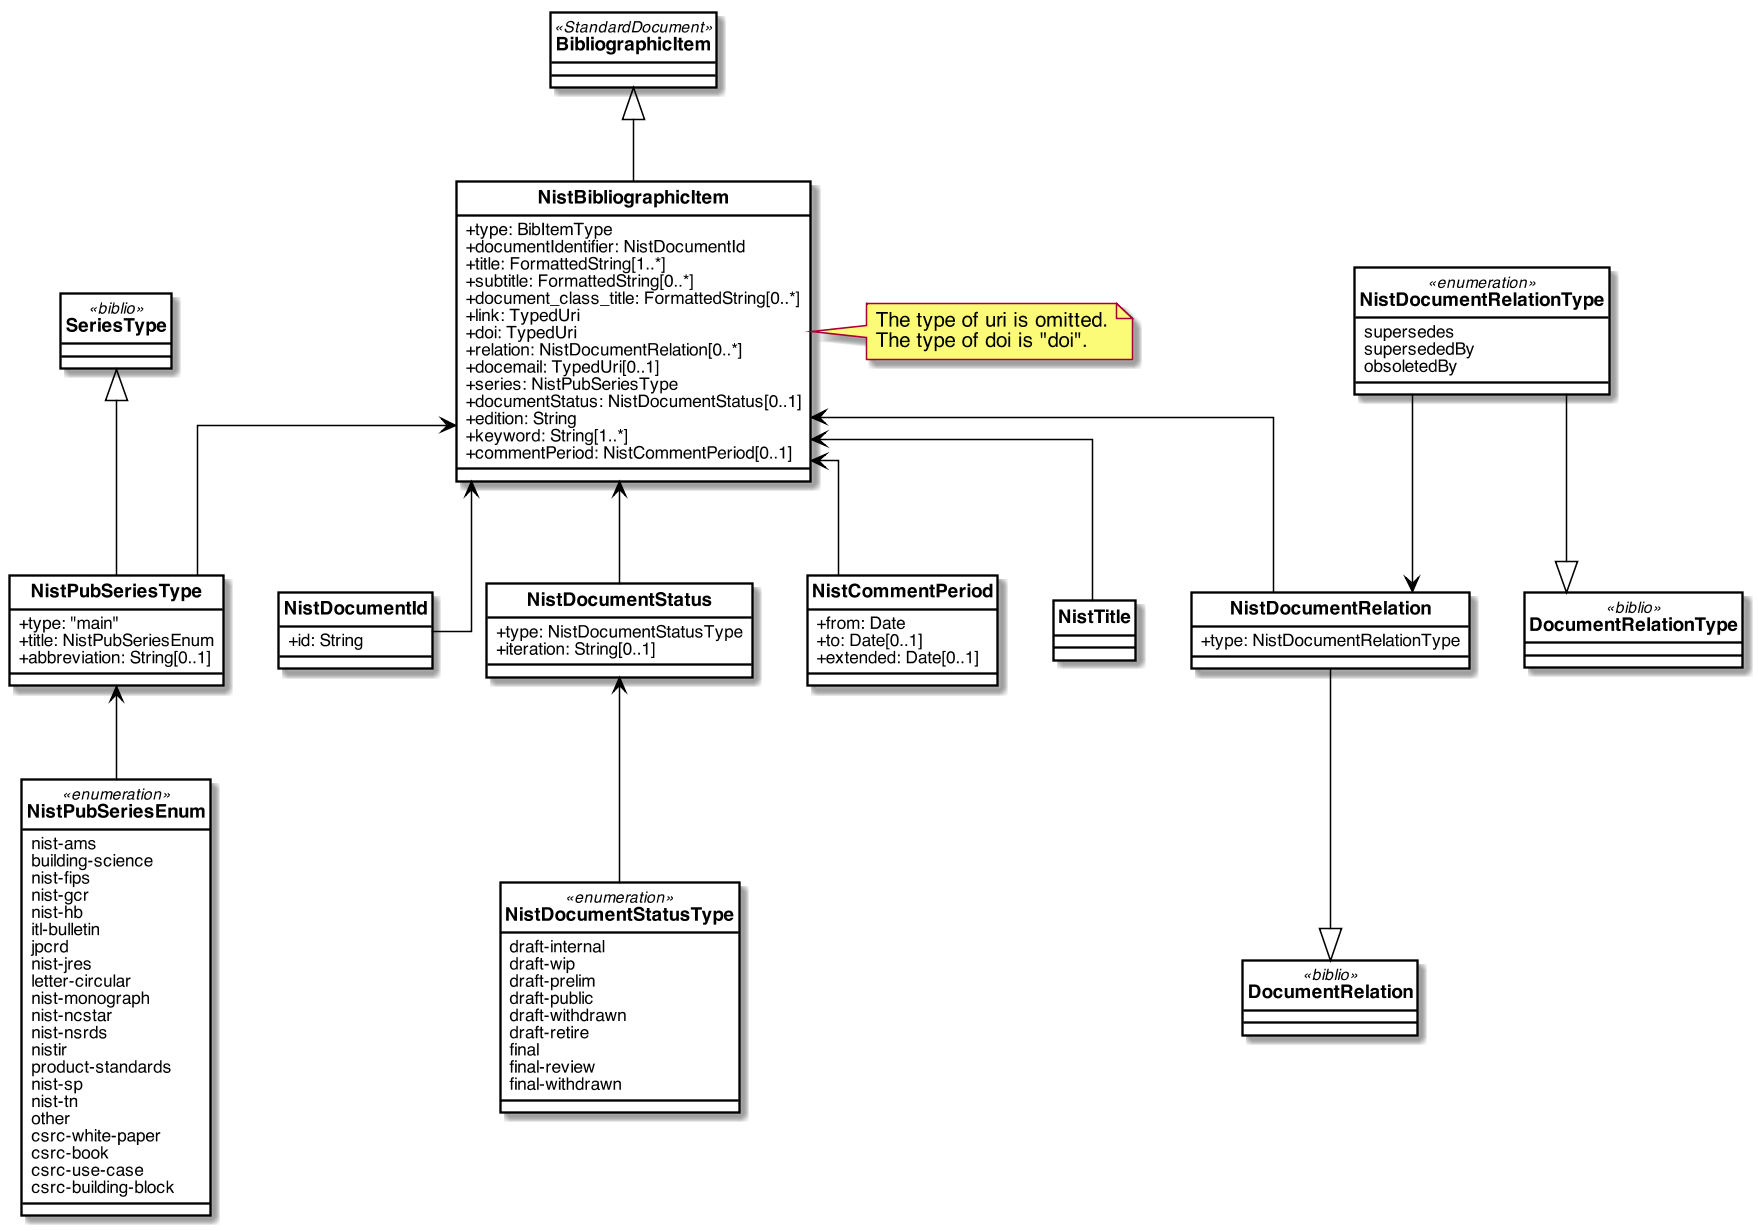 «StandardDocument»
BibliographicItem
NistBibliographicItem
+type: BibItemType
+documentIdentifier: NistDocumentId
+title: FormattedString[1..*]
+subtitle: FormattedString[0..*]
+document_class_title: FormattedString[0..*]
+link: TypedUri
+doi: TypedUri
+relation: NistDocumentRelation[0..*]
+docemail: TypedUri[0..1]
+series: NistPubSeriesType
+documentStatus: NistDocumentStatus[0..1]
+edition: String
+keyword: String[1..*]
+commentPeriod: NistCommentPeriod[0..1]
The type of uri is omitted.
The type of doi is "doi".
«biblio»
SeriesType
«enumeration»
NistDocumentRelationType
supersedes
supersededBy
obsoletedBy
NistPubSeriesType
+type: "main"
+title: NistPubSeriesEnum
+abbreviation: String[0..1]
NistDocumentId
+id: String
NistDocumentStatus
+type: NistDocumentStatusType
+iteration: String[0..1]
NistCommentPeriod
+from: Date
+to: Date[0..1]
+extended: Date[0..1]
NistTitle
NistDocumentRelation
+type: NistDocumentRelationType
«biblio»
DocumentRelationType
«enumeration»
NistPubSeriesEnum
nist-ams
building-science
nist-fips
nist-gcr
nist-hb
itl-bulletin
jpcrd
nist-jres
letter-circular
nist-monograph
nist-ncstar
nist-nsrds
nistir
product-standards
nist-sp
nist-tn
other
csrc-white-paper
csrc-book
csrc-use-case
csrc-building-block
«enumeration»
NistDocumentStatusType
draft-internal
draft-wip
draft-prelim
draft-public
draft-withdrawn
draft-retire
final
final-review
final-withdrawn
«biblio»
DocumentRelation